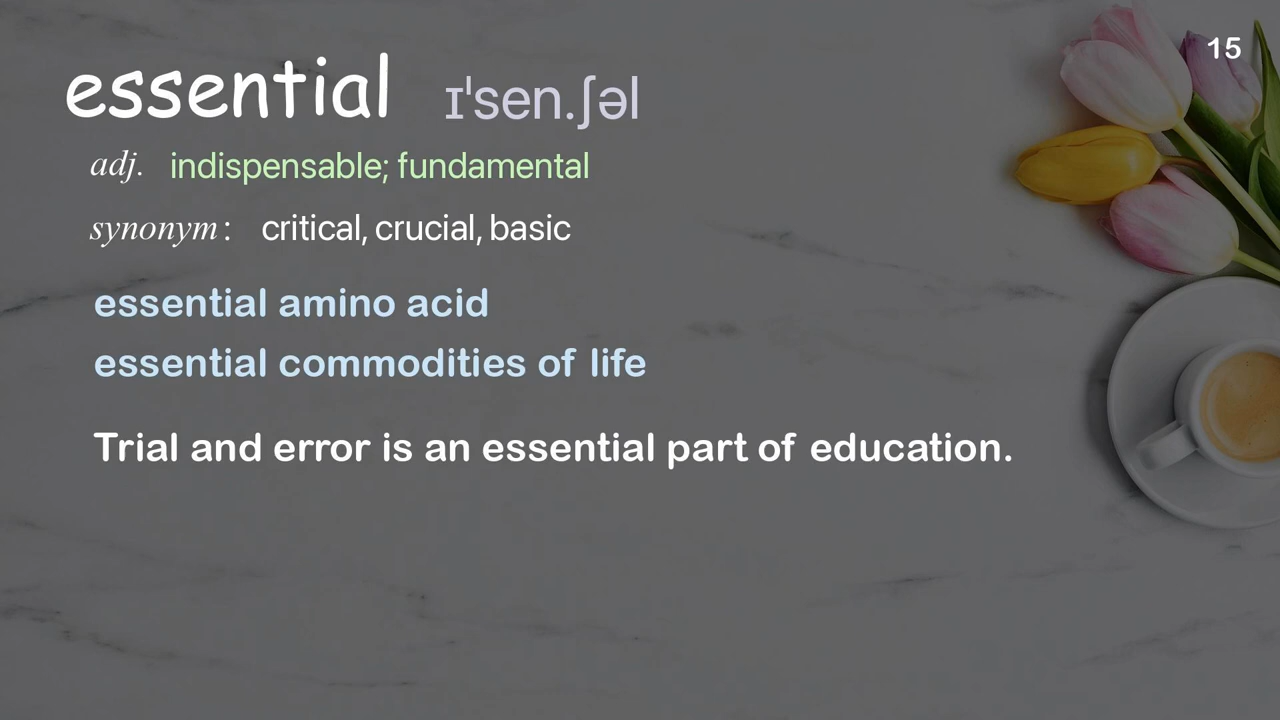 15
essential ɪˈsen.ʃəl
adj. indispensable; fundamental
synonym: critical, crucial, basic
essential amino acid
essential commodities of life
Trial and error is an essential part of education.